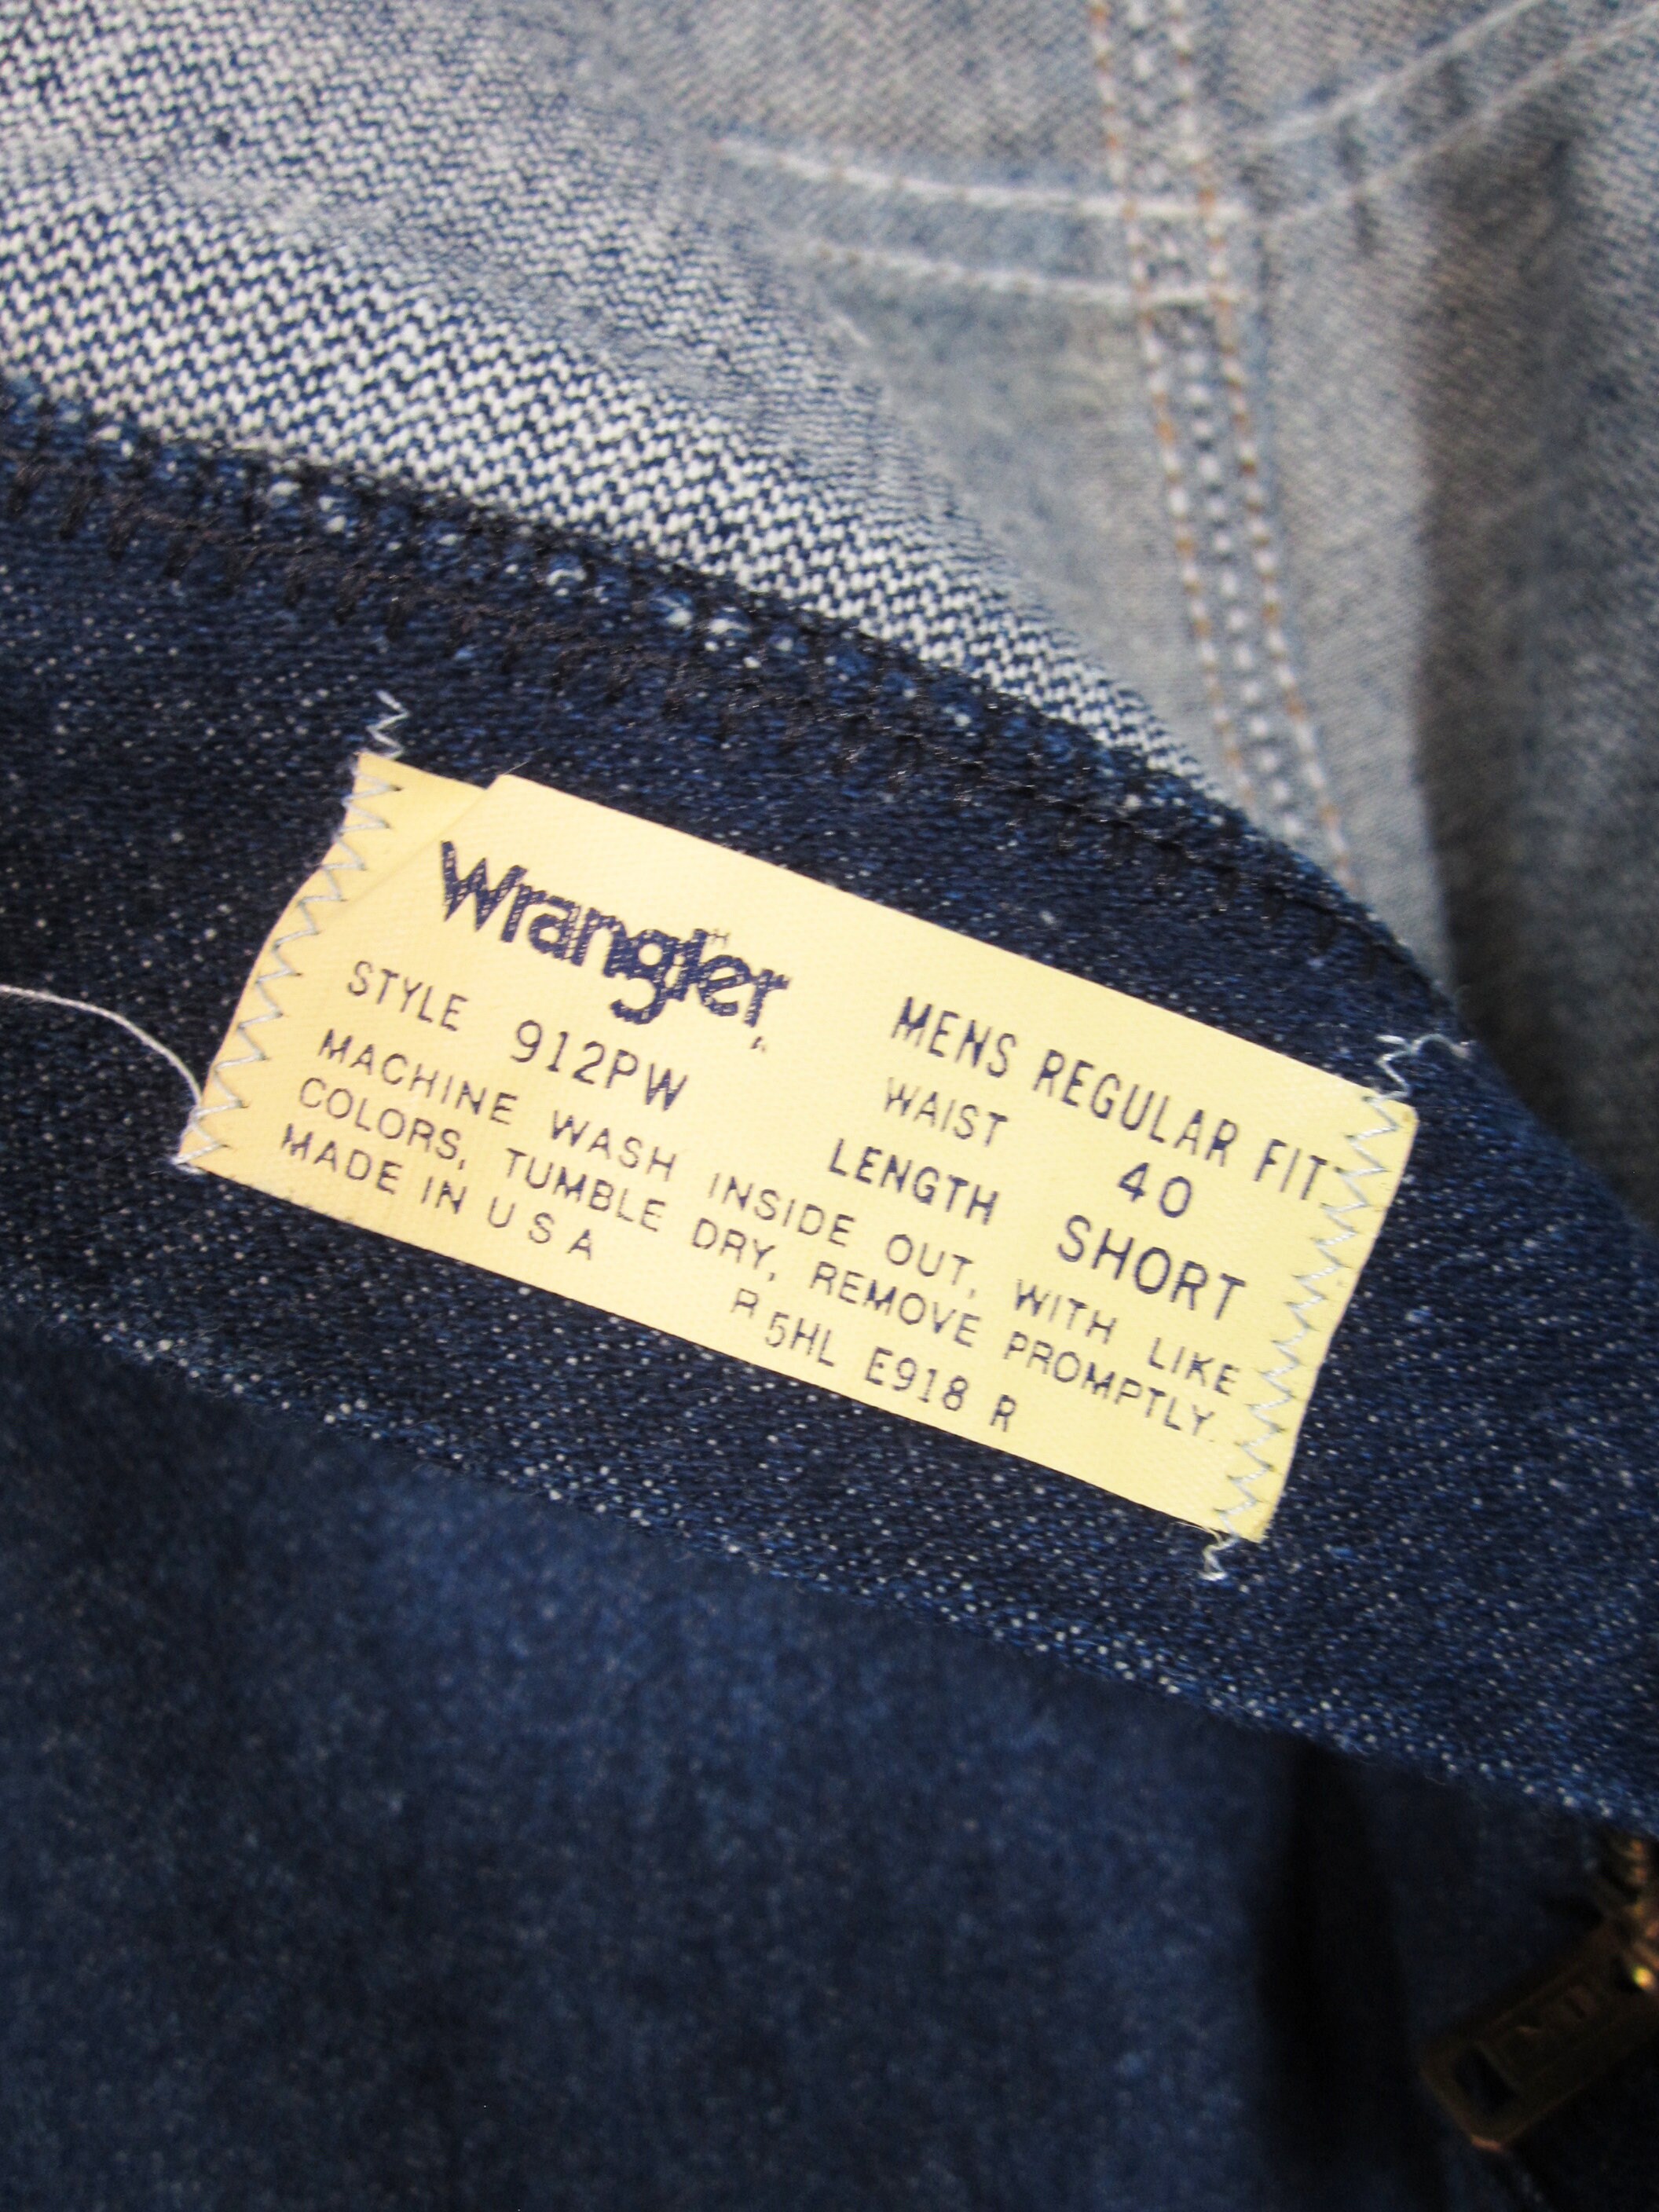 Wrangler
MENS REGULAR FIT
STYLE 912PW WAIST 40
LENGTH SHORT
MACHINE WASH INSIDE OUT, WITH LIKE
COLORS, TUMBLE DRY, REMOVE PROMPTLY.
MADE IN U S A R 5HL E918 R